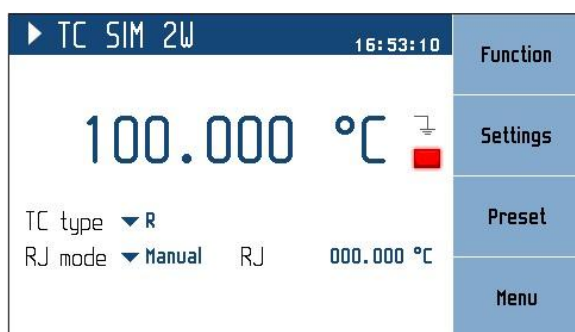 TC SIM 2W 16:53:10
100.000 °C
TC type R
RJ mode Manual RJ 000.000 °C
Function
Settings
Preset
Menu